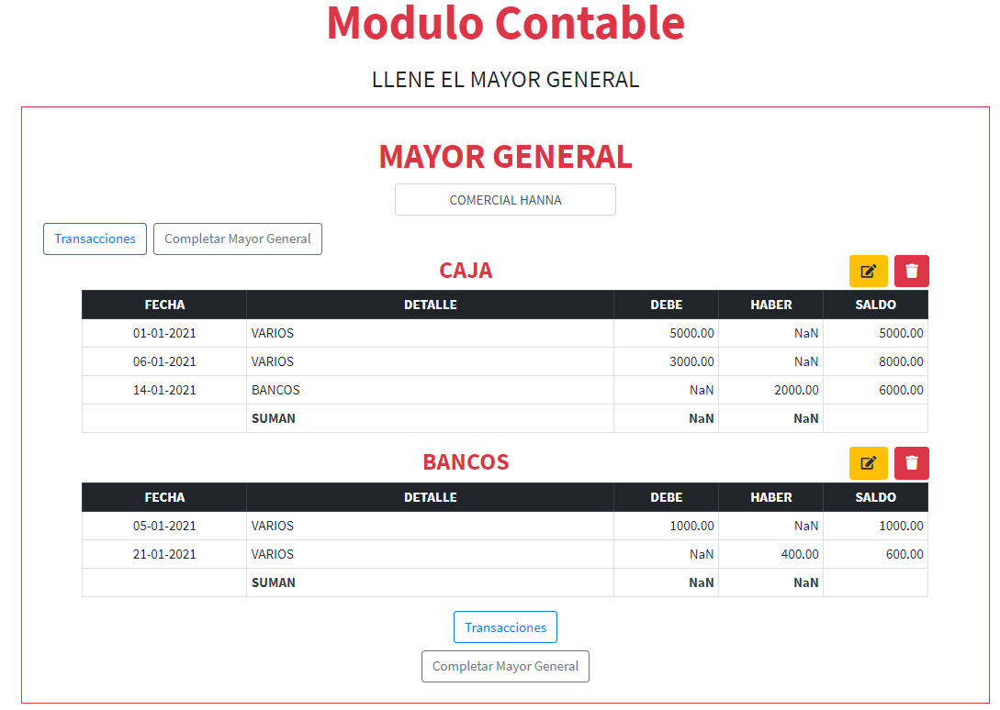 Modulo Contable
LLENE EL MAYOR GENERAL
MAYOR GENERAL
COMERCIAL HANNA
Transacciones Completar Mayor General
CAJA
FECHA DETALLE DEBE HABER SALDO
01-01-2021 VARIOS 5000.00 NaN 5000.00
06-01-2021 VARIOS 3000.00 NaN 8000.00
14-01-2021 BANCOS NaN 2000.00 6000.00
SUMAN NaN NaN
BANCOS
FECHA DETALLE DEBE HABER SALDO
05-01-2021 VARIOS 1000.00 NaN 1000.00
21-01-2021 VARIOS NaN 400.00 600.00
SUMAN NaN NaN
Transacciones
Completar Mayor General